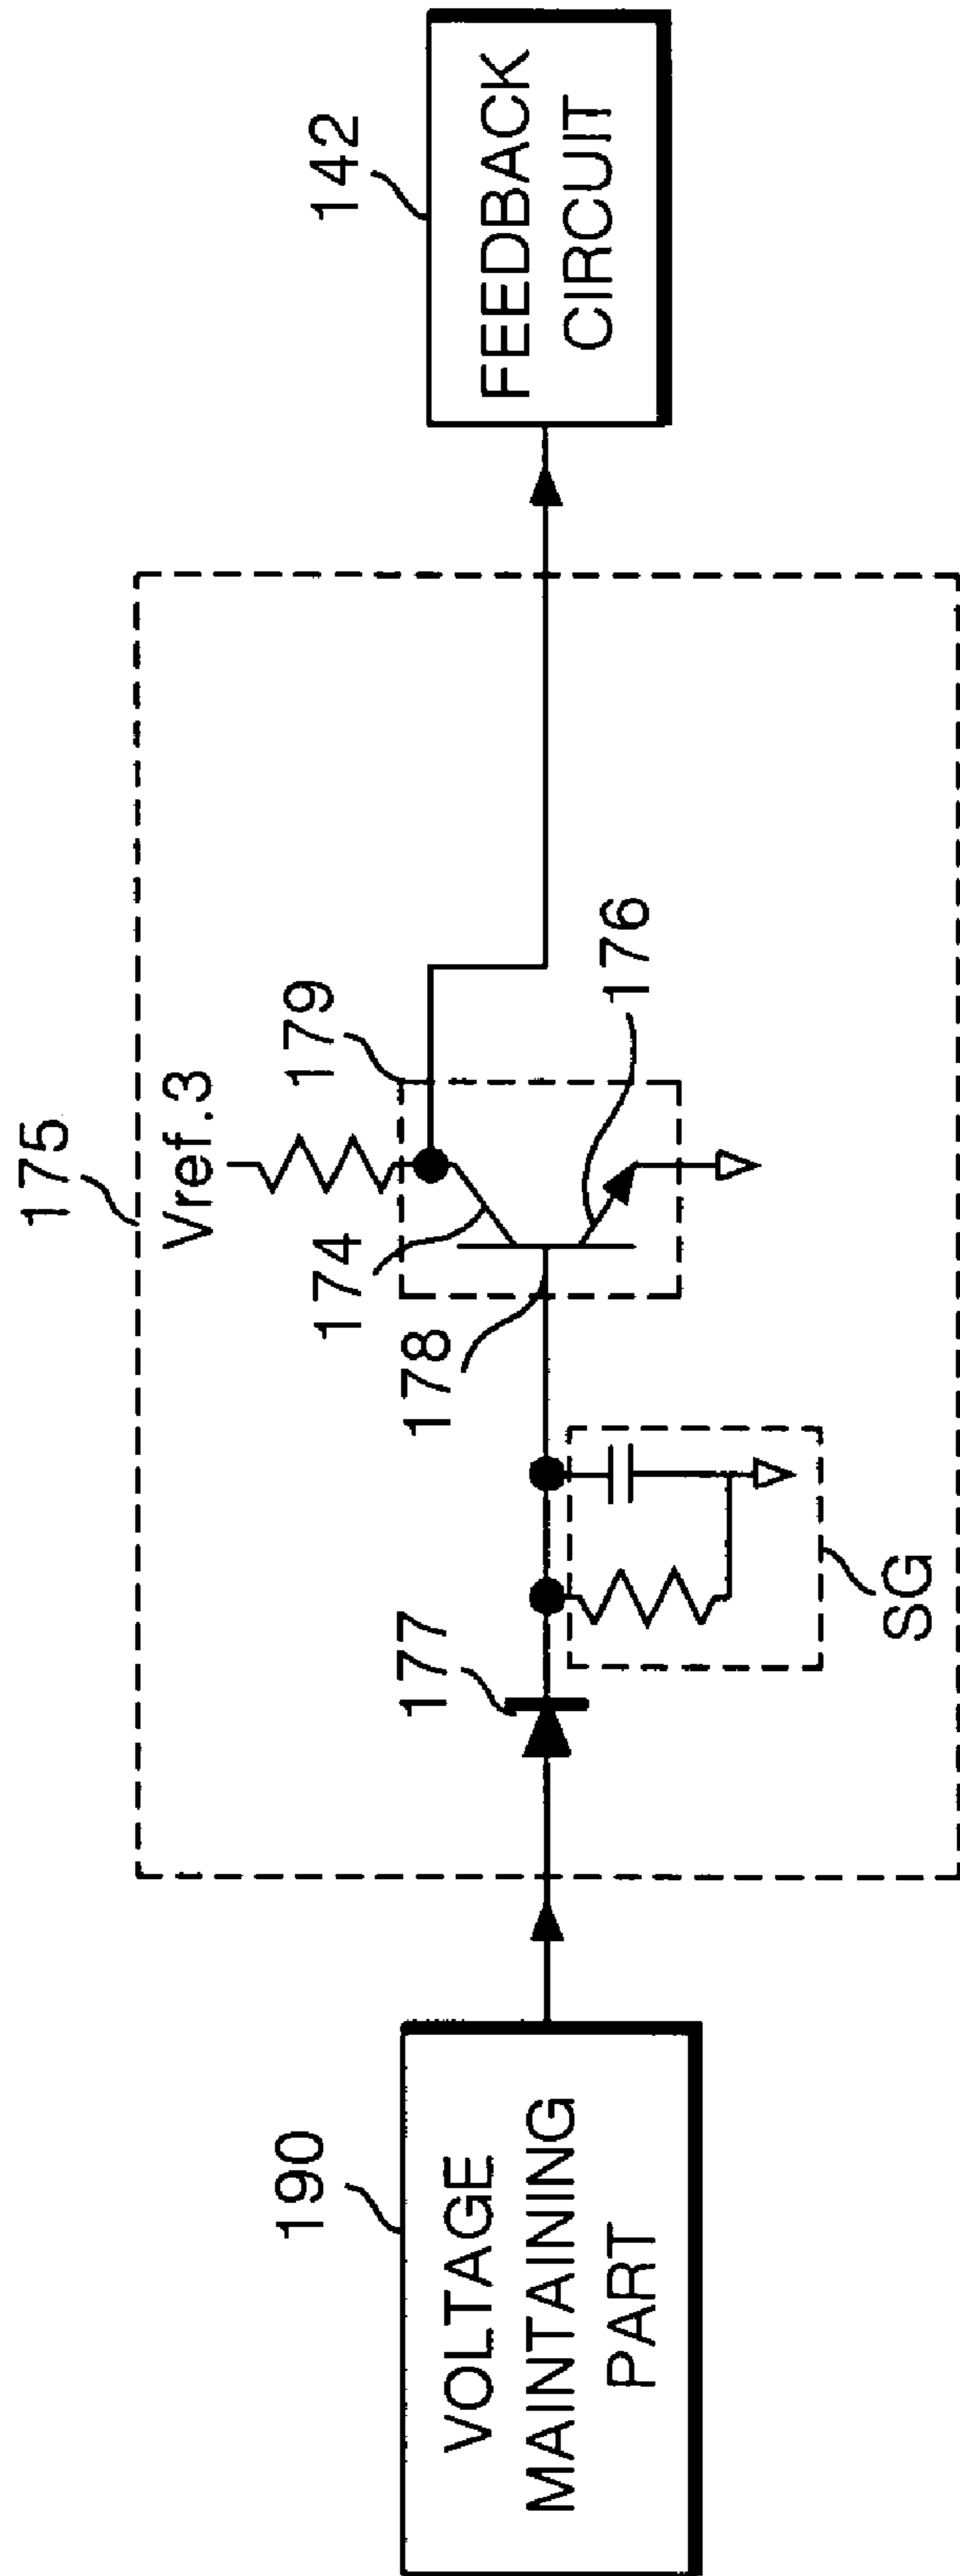 175
Vref.3
179
142
190
174
178
176
177
SG
VOLTAGE
MAINTAINING
PART
FEEDBACK
CIRCUIT